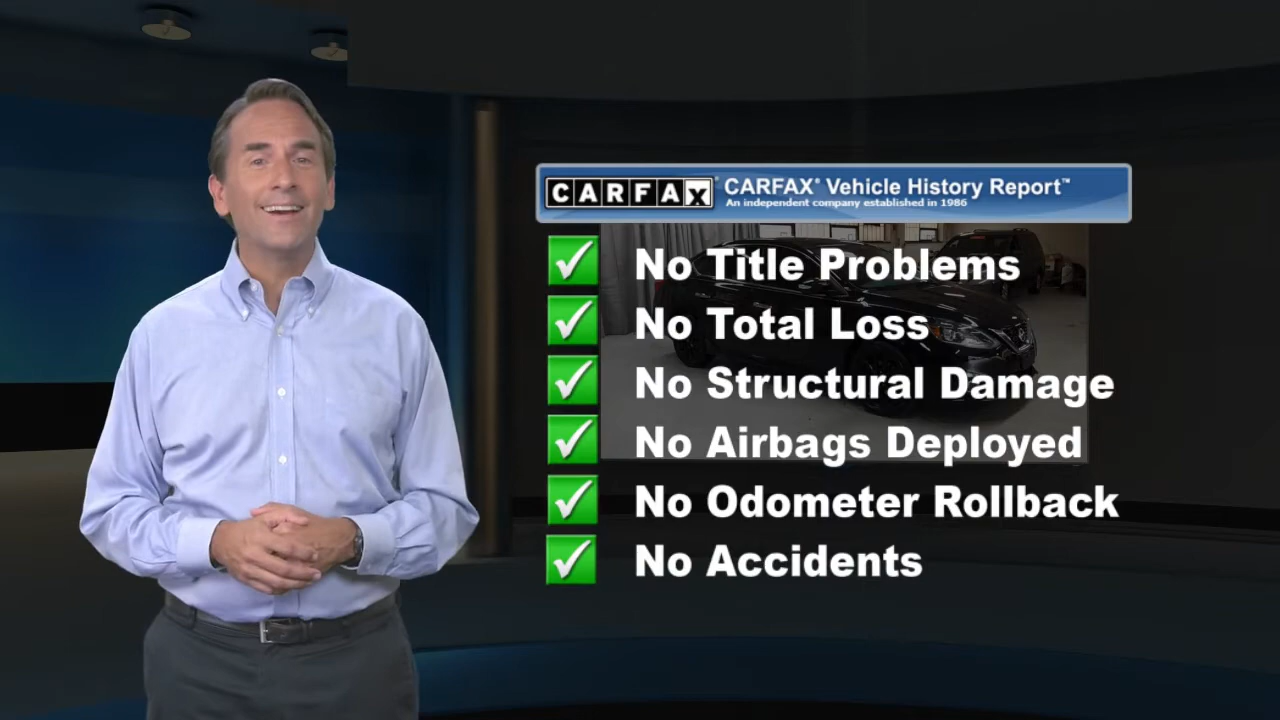 CARFAX® CARFAX® Vehicle History Report™
An independent company established in 1986
No Title Problems
No Total Loss
No Structural Damage
No Airbags Deployed
No Odometer Rollback
No Accidents